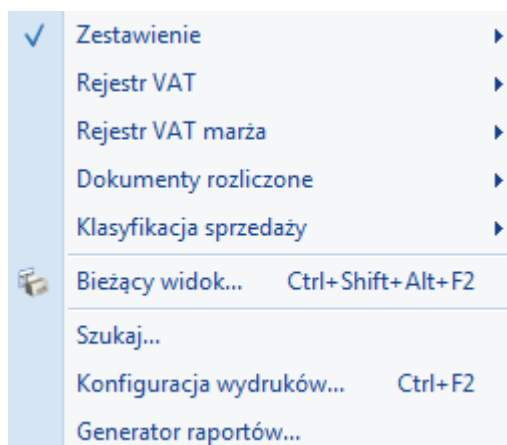 Zestawienie
Rejestr VAT
Rejestr VAT marża
Dokumenty rozliczone
Klasyfikacja sprzedaży
Bieżący widok... Ctrl+Shift+Alt+F2
Szukaj...
Konfiguracja wydruków... Ctrl+F2
Generator raportów...